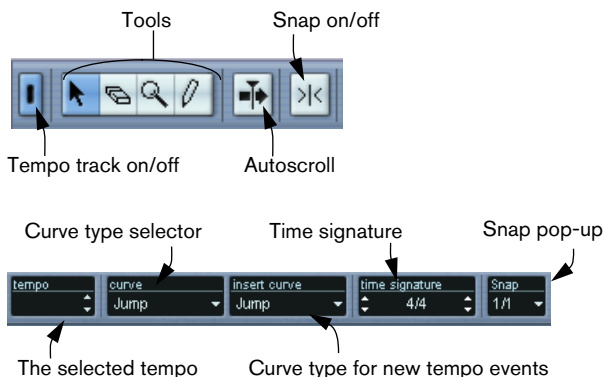 Tools
Snap on/off
Tempo track on/off
Autoscroll
Curve type selector
Time signature
Snap pop-up
tempo
curve
insert curve
time signature
Snap
Jump
Jump
4/4
1/1
The selected tempo
Curve type for new tempo events